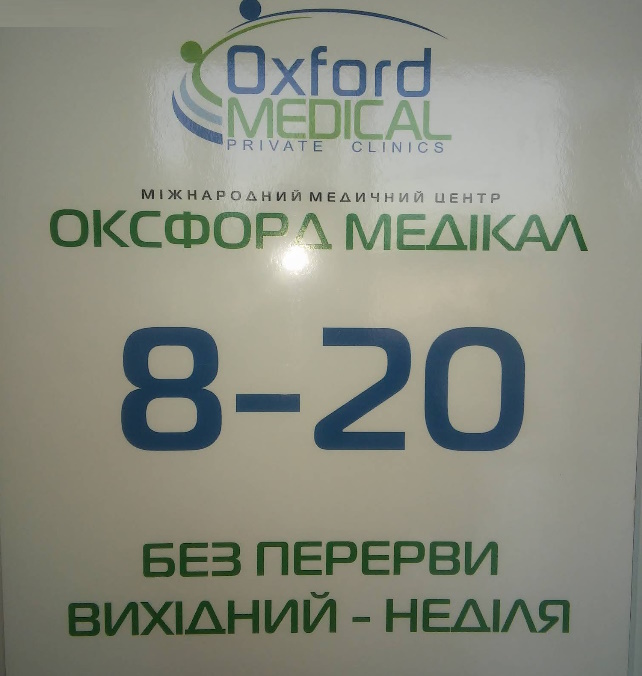 Oxford
MEDICAL
PRIVATE CLINICS
МІЖНАРОДНИЙ МЕДИЧНИЙ ЦЕНТР
ОКСФОРД МЕДІКАЛ
8-20
БЕЗ ПЕРЕРВИ
ВИХІДНИЙ - НЕДІЛЯ